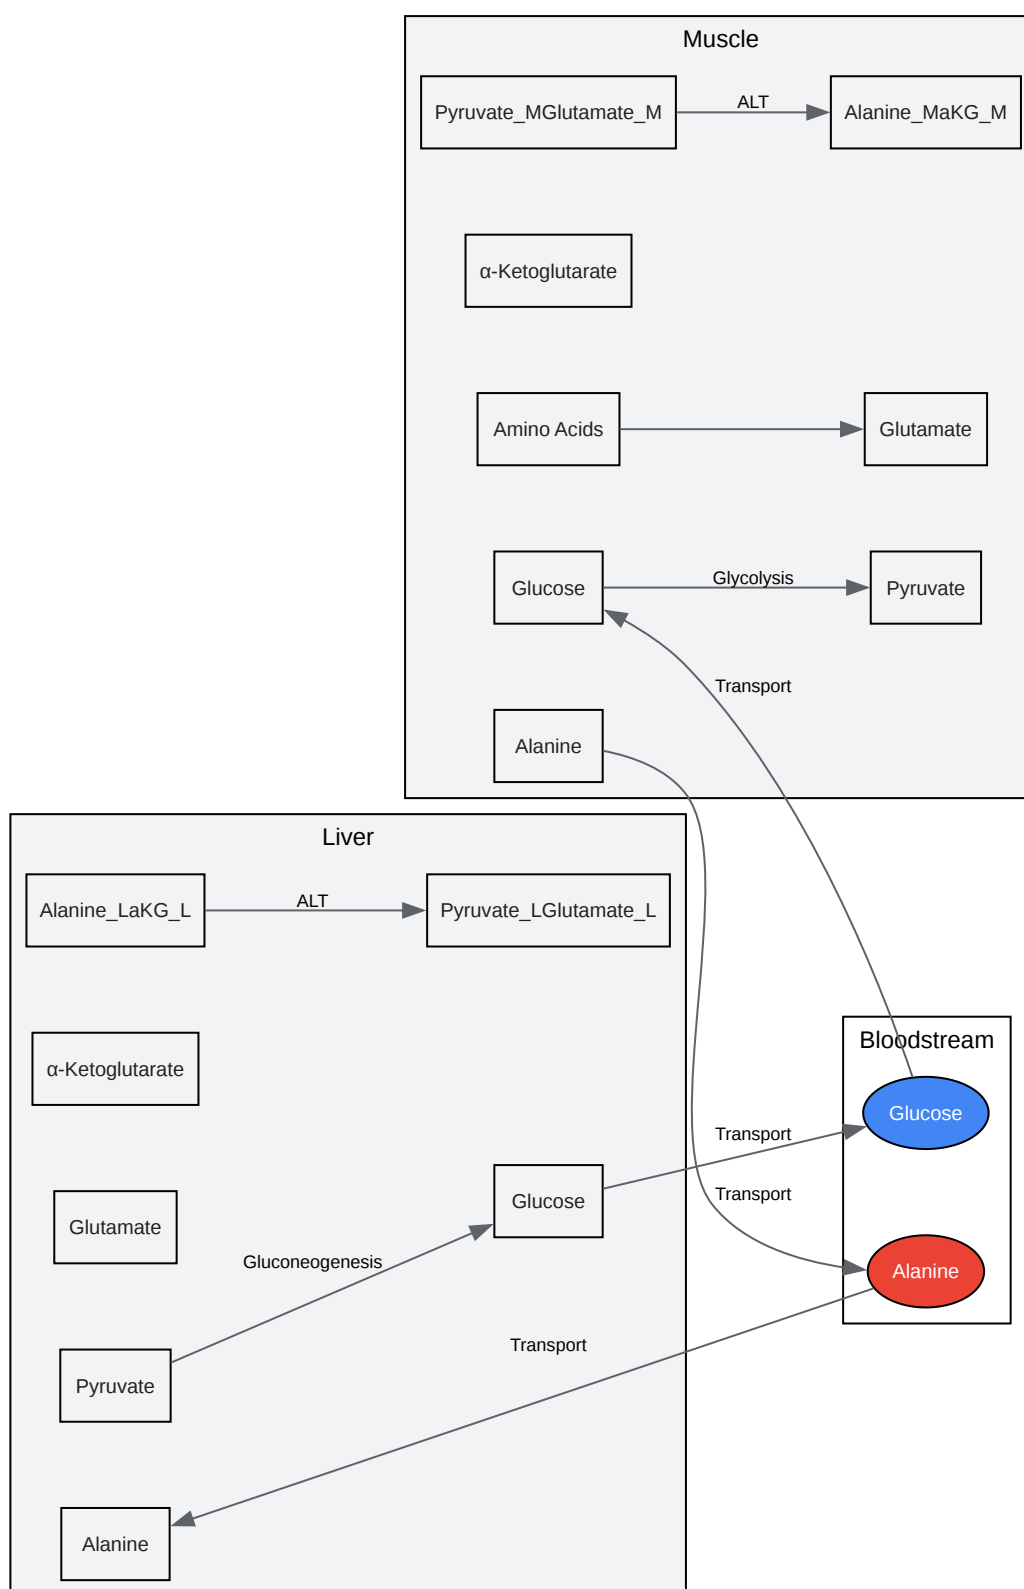 Muscle
Pyruvate_MGlutamate_M
ALT
Alanine_MaKG_M
α-Ketoglutarate
Amino Acids
Glutamate
Glucose
Glycolysis
Pyruvate
Transport
Alanine
Liver
Alanine_LaKG_L
ALT
Pyruvate_LGlutamate_L
α-Ketoglutarate
Bloodstream
Glucose
Transport
Transport
Glucose
Glutamate
Gluconeogenesis
Alanine
Transport
Pyruvate
Alanine